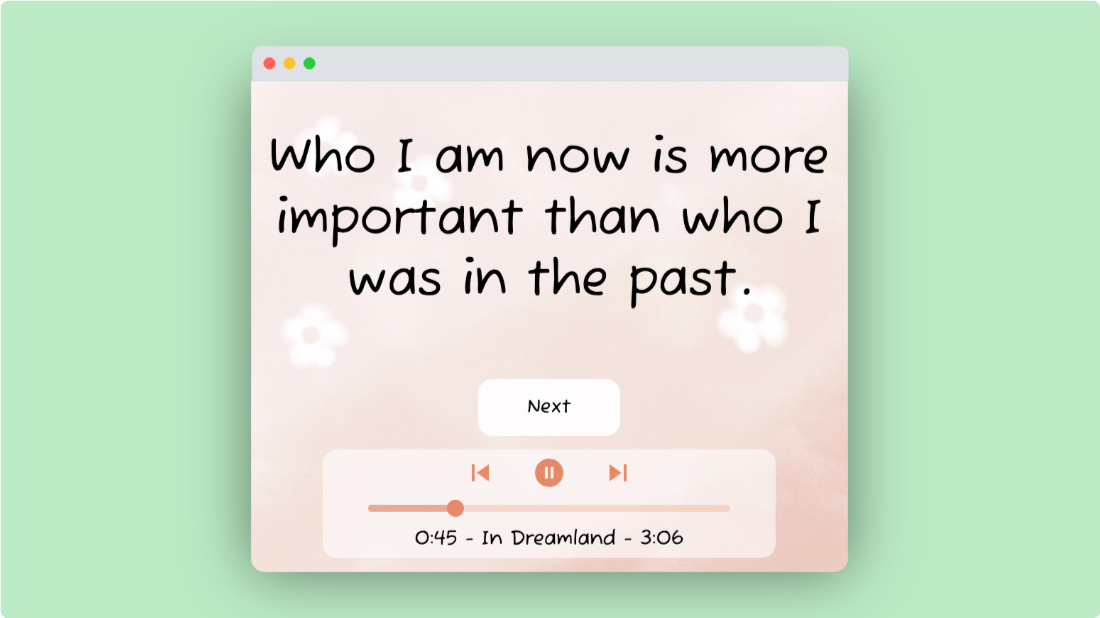 Who I am now is more
important than who I
was in the past.
Next
0:45 - In Dreamland - 3:06